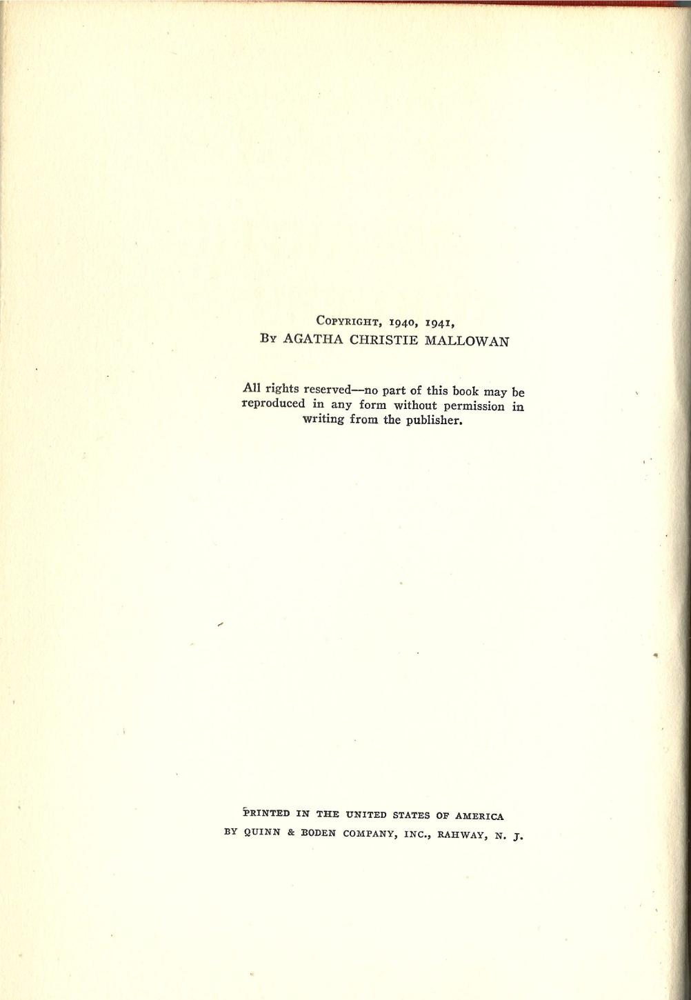 Copyright, 1940, 1941,
By AGATHA CHRISTIE MALLOWAN
All rights reserved—no part of this book may be
reproduced in any form without permission in
writing from the publisher.
PRINTED IN THE UNITED STATES OF AMERICA
BY QUINN & BODEN COMPANY, INC., RAHWAY, N. J.